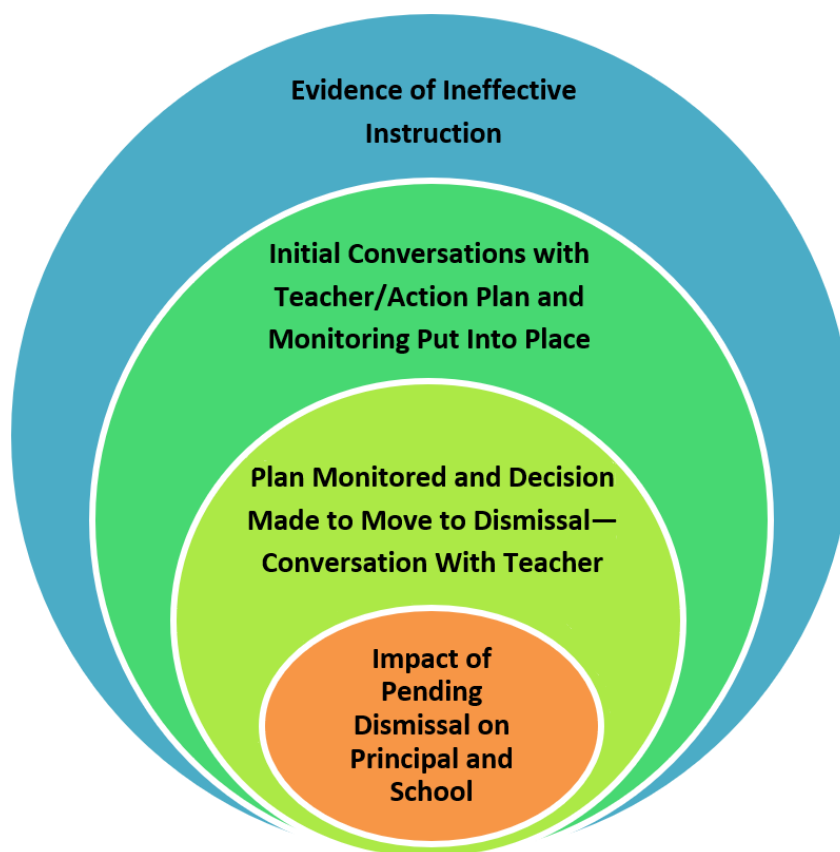 Evidence of Ineffective
Instruction
Initial Conversations with
Teacher/Action Plan and
Monitoring Put Into Place
Plan Monitored and Decision
Made to Move to Dismissal—
Conversation With Teacher
Impact of
Pending
Dismissal on
Principal and
School